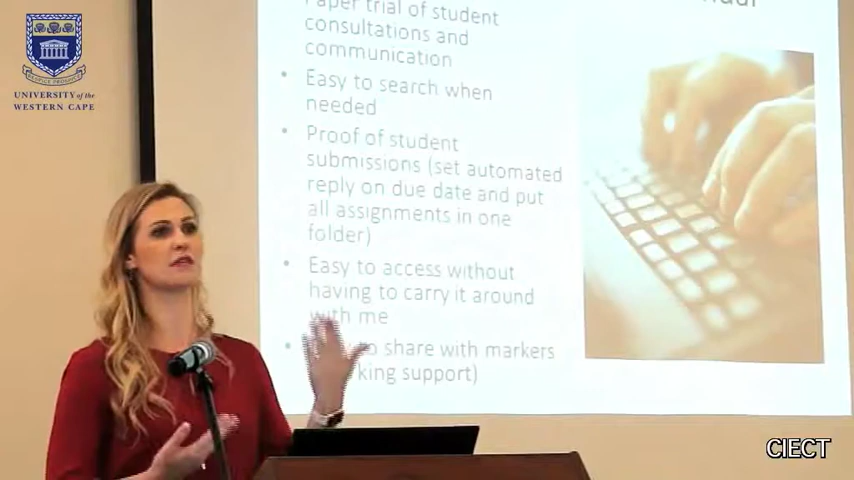 Paper trial of student
consultations and
communication
• Easy to search when
needed
• Proof of student
submissions (set automated
reply on due date and put
all assignments in one
folder)
• Easy to access without
having to carry it around
with me
• to share with markers
support)
UNIVERSITY of the
WESTERN CAPE
CIECT